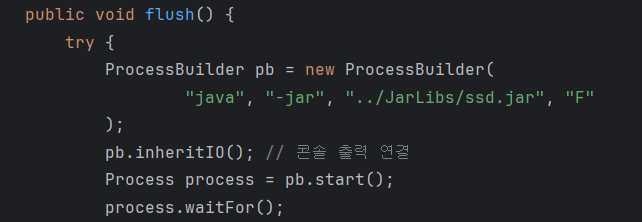 public void flush() {
try {
ProcessBuilder pb = new ProcessBuilder(
"java", "-jar", "../JarLibs/ssd.jar", "F"
);
pb.inheritIO(); // 콘솔 출력 연결
Process process = pb.start();
process.waitFor();